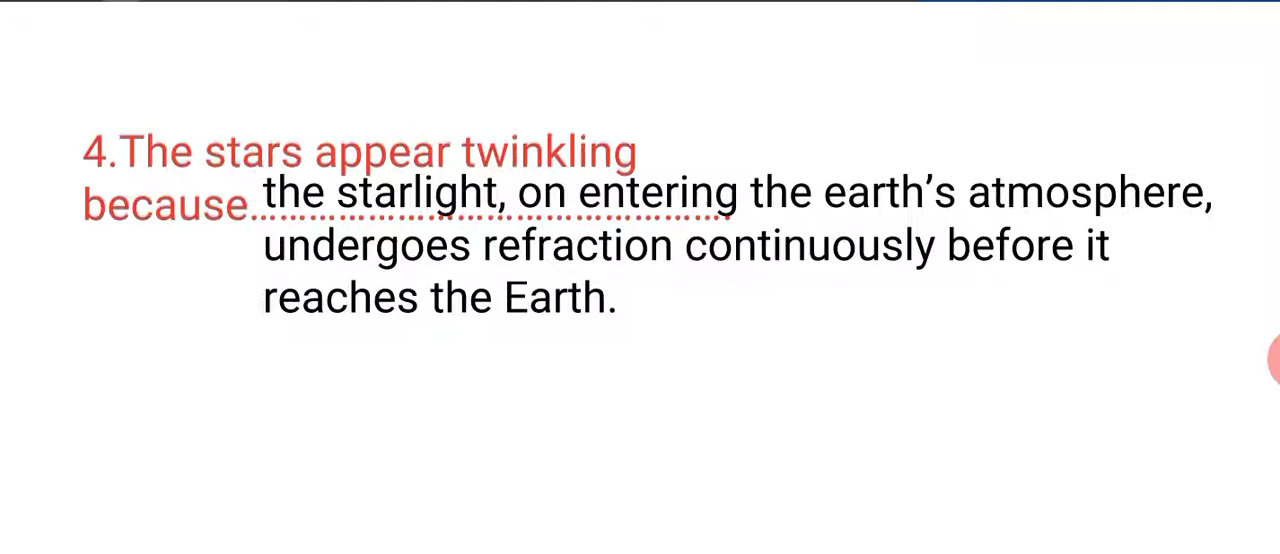 4.The stars appear twinkling
because.................................
the starlight, on entering the earth’s atmosphere,
undergoes refraction continuously before it
reaches the Earth.